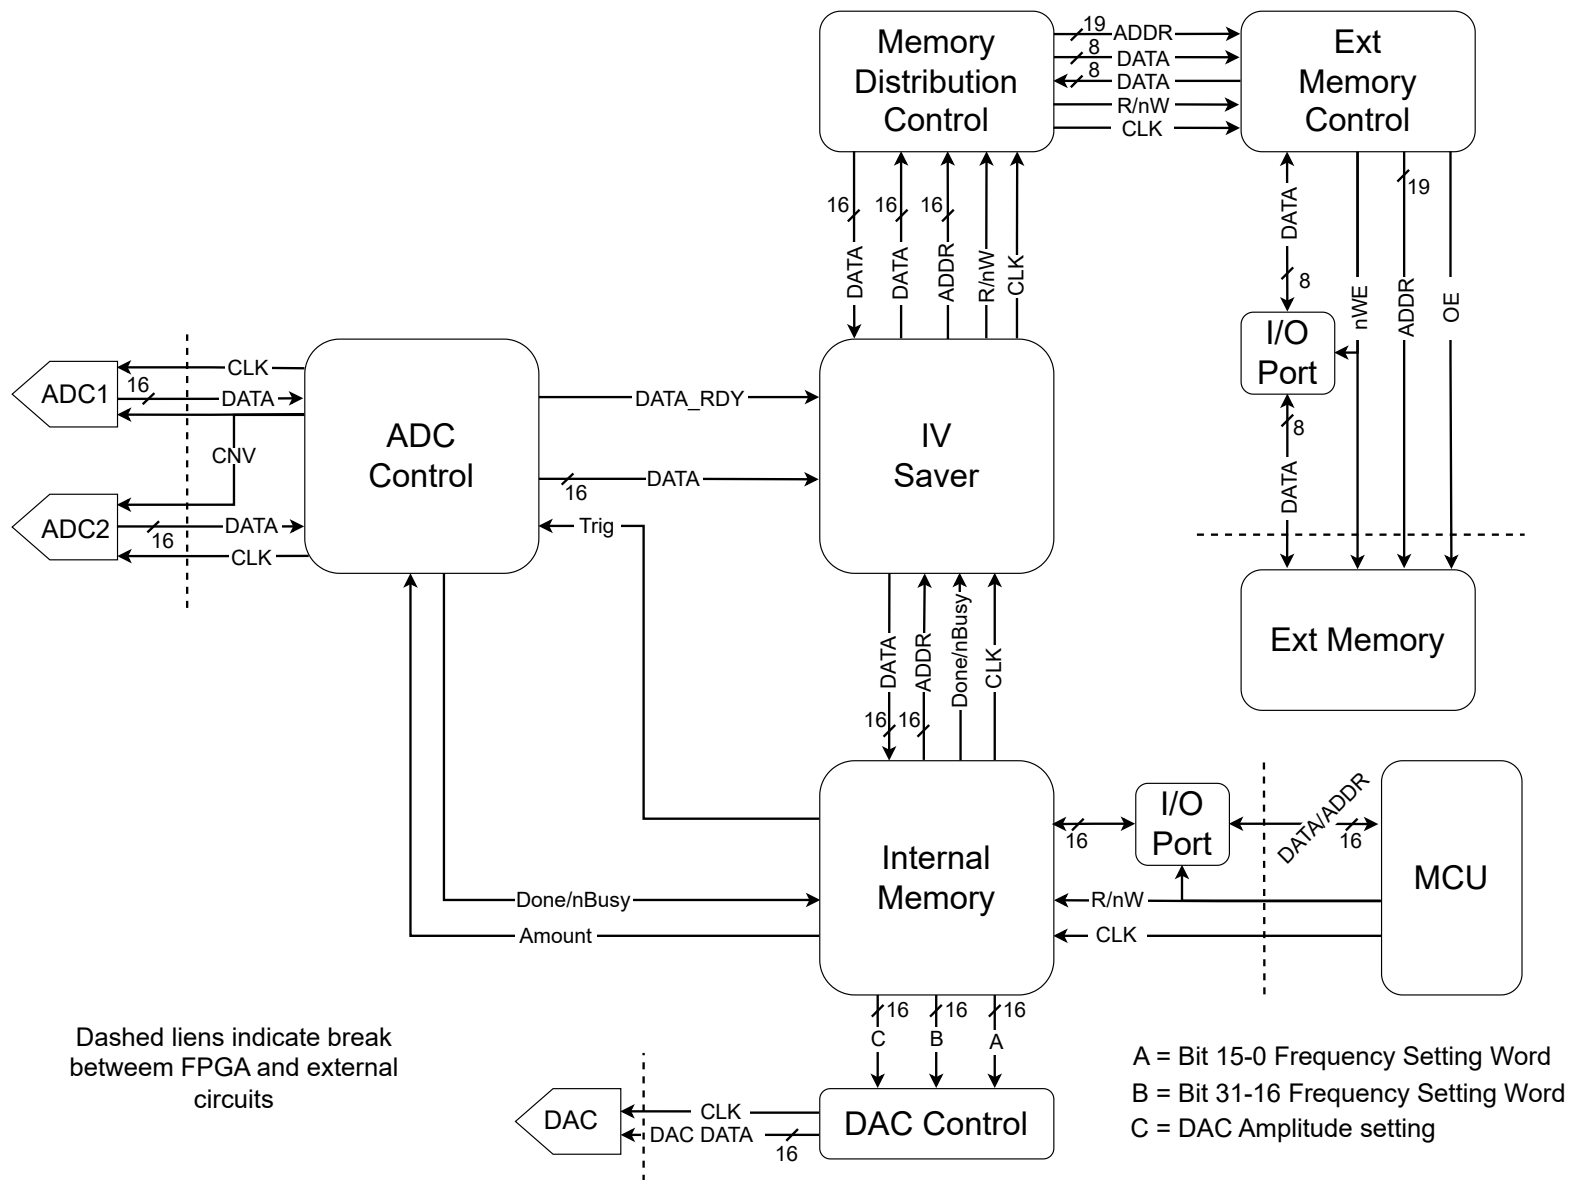 Memory
Distribution
Control
19
ADDR
8
DATA
8
DATA
R/nW
CLK
Ext
Memory
Control
16
DATA
16
DATA
16
ADDR
R/nW
CLK
DATA
8
nWE
19
ADDR
OE
I/O
Port
8
DATA
Ext Memory
ADC1
CLK
16
DATA
CNV
ADC2
DATA
16
CLK
ADC
Control
DATA_RDY
16
DATA
Trig
IV
Saver
DATA
16
ADDR
16
Done/nBusy
CLK
Internal
Memory
Done/nBusy
Amount
16
I/O
Port
DATA/ADDR
16
R/nW
CLK
MCU
16
C
16
B
16
A
DAC Control
DAC
CLK
DAC DATA
16
Dashed liens indicate break
betweem FPGA and external
circuits
A = Bit 15-0 Frequency Setting Word
B = Bit 31-16 Frequency Setting Word
C = DAC Amplitude setting